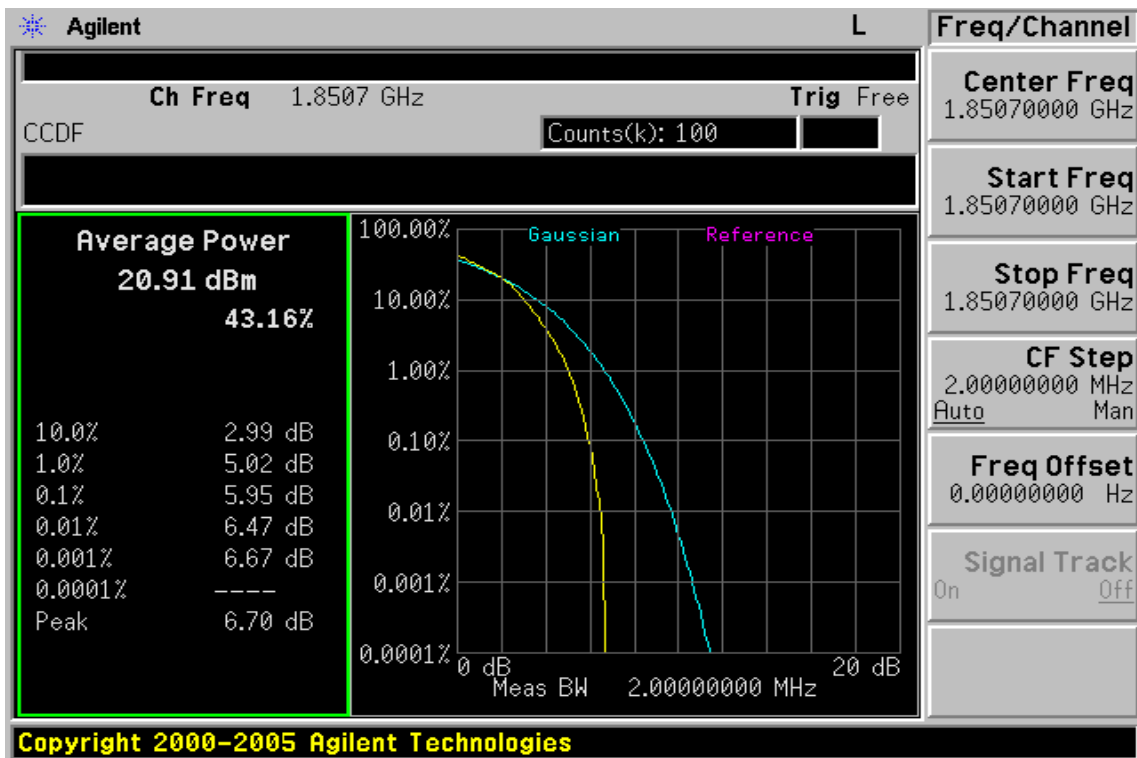 Agilent L
Ch Freq 1.8507 GHz Trig Free
CCDF Counts(k): 100
Average Power
20.91 dBm
43.16%
10.0% 2.99 dB
1.0% 5.02 dB
0.1% 5.95 dB
0.01% 6.47 dB
0.001% 6.67 dB
0.0001% ----
Peak 6.70 dB
Gaussian Reference
100.00%
10.00%
1.00%
0.10%
0.01%
0.001%
0.0001%
0 dB 20 dB
Meas BW 2.00000000 MHz
Freq/Channel
Center Freq
1.85070000 GHz
Start Freq
1.85070000 GHz
Stop Freq
1.85070000 GHz
CF Step
2.00000000 MHz
Auto Man
Freq Offset
0.00000000 Hz
Signal Track
On Off
Copyright 2000-2005 Agilent Technologies